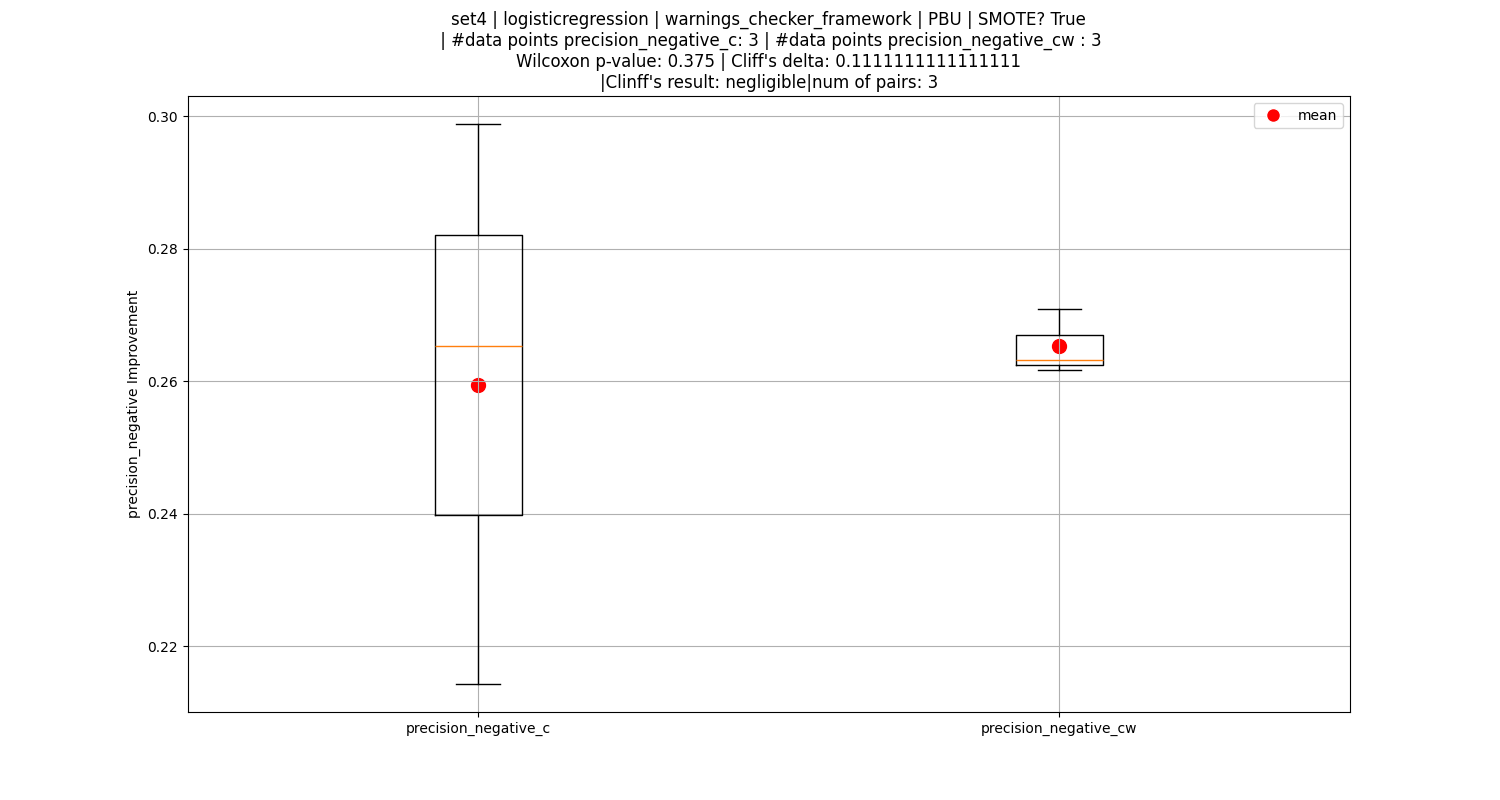 set4 | logisticregression | warnings_checker_framework | PBU | SMOTE? True
| #data points precision_negative_c: 3 | #data points precision_negative_cw : 3
Wilcoxon p-value: 0.375 | Cliff's delta: 0.1111111111111111
|Clinff's result: negligible|num of pairs: 3
mean
0.30
0.28
0.26
0.24
0.22
precision_negative Improvement
precision_negative_c
precision_negative_cw